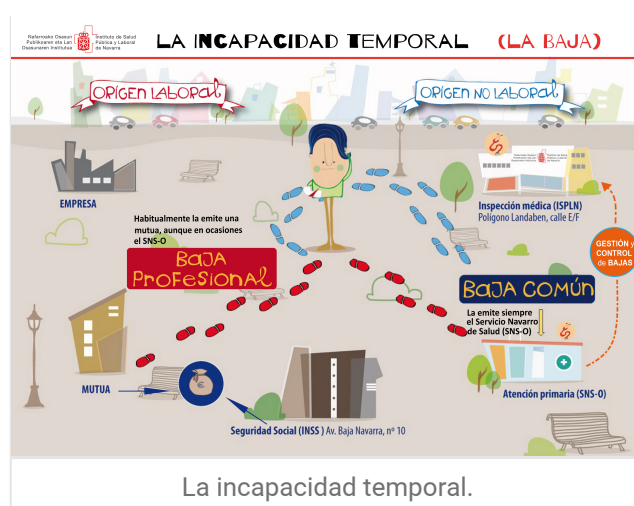 Nafarroako Osasun
Publikoaren eta Lan
Osasunaren Institutua
Instituto de Salud
Pública y Laboral
de Navarra
LA INCAPACIDAD TEMPORAL (LA BAJA)
ORIGEN LABORAL
ORIGEN NO LABORAL
EMPRESA
Inspección médica (ISPLN)
Polígono Landaben, calle E/F
Habitualmente la emite una
mutua, aunque en ocasiones
el SNS-O
BAJA
PROFESIONAL
GESTIÓN y
CONTROL
de BAJAS
BAJA COMÚN
La emite siempre
el Servicio Navarro
de Salud (SNS-O)
MUTUA
€
Atención primaria (SNS-O)
Seguridad Social (INSS ) Av. Baja Navarra, nº 10
La incapacidad temporal.